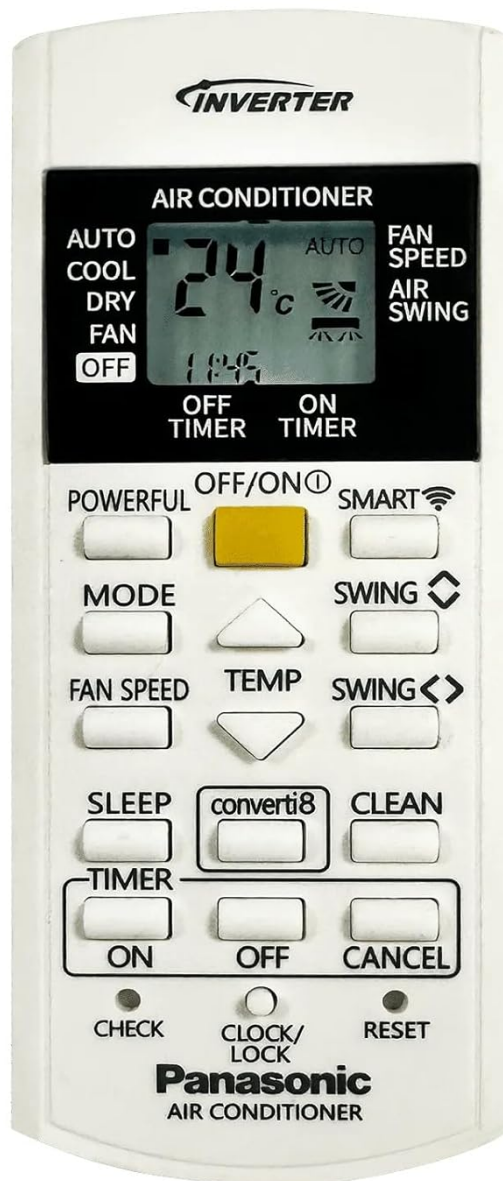 INVERTER
AIR CONDITIONER
AUTO
COOL
DRY
FAN
OFF
24°C
AUTO
11:45
FAN
SPEED
AIR
SWING
OFF
TIMER
ON
TIMER
POWERFUL
OFF/ON
SMART
MODE
SWING
FAN SPEED
TEMP
SWING
SLEEP
converti8
CLEAN
TIMER
ON
OFF
CANCEL
CHECK
CLOCK/
LOCK
RESET
Panasonic
AIR CONDITIONER